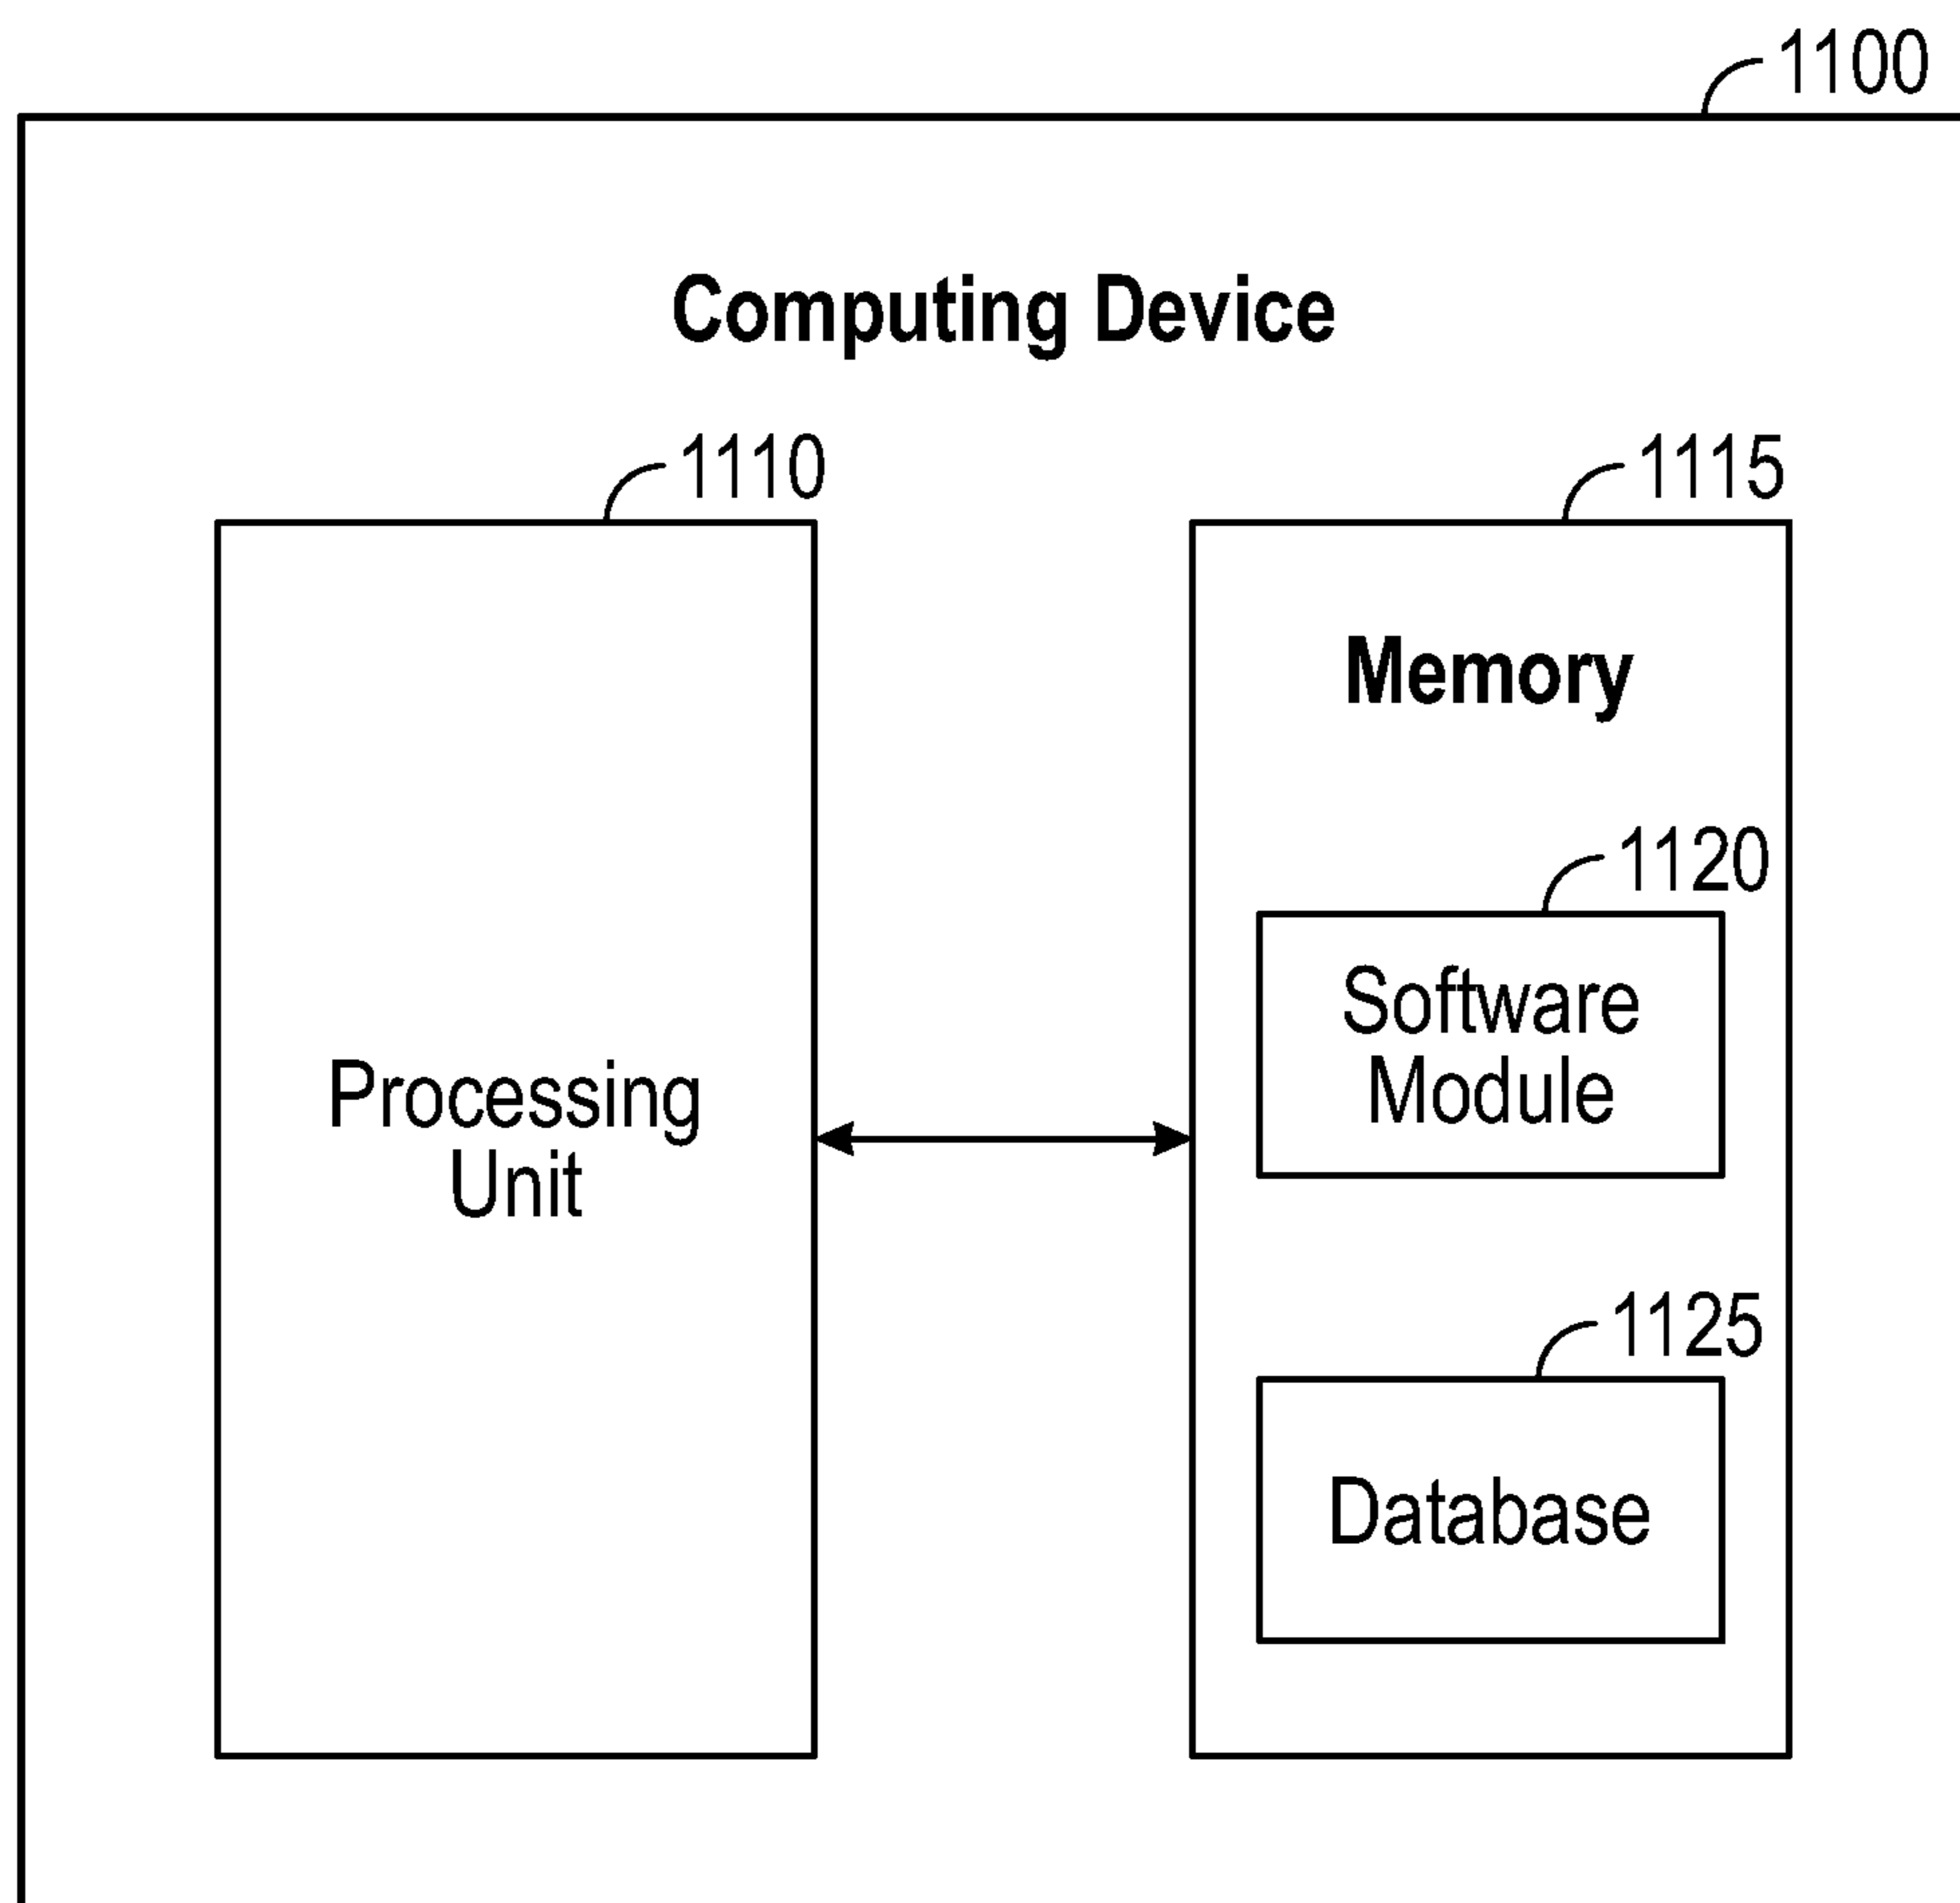 1100
Computing Device
1110
1115
Memory
1120
Software
Module
Processing
Unit
1125
Database